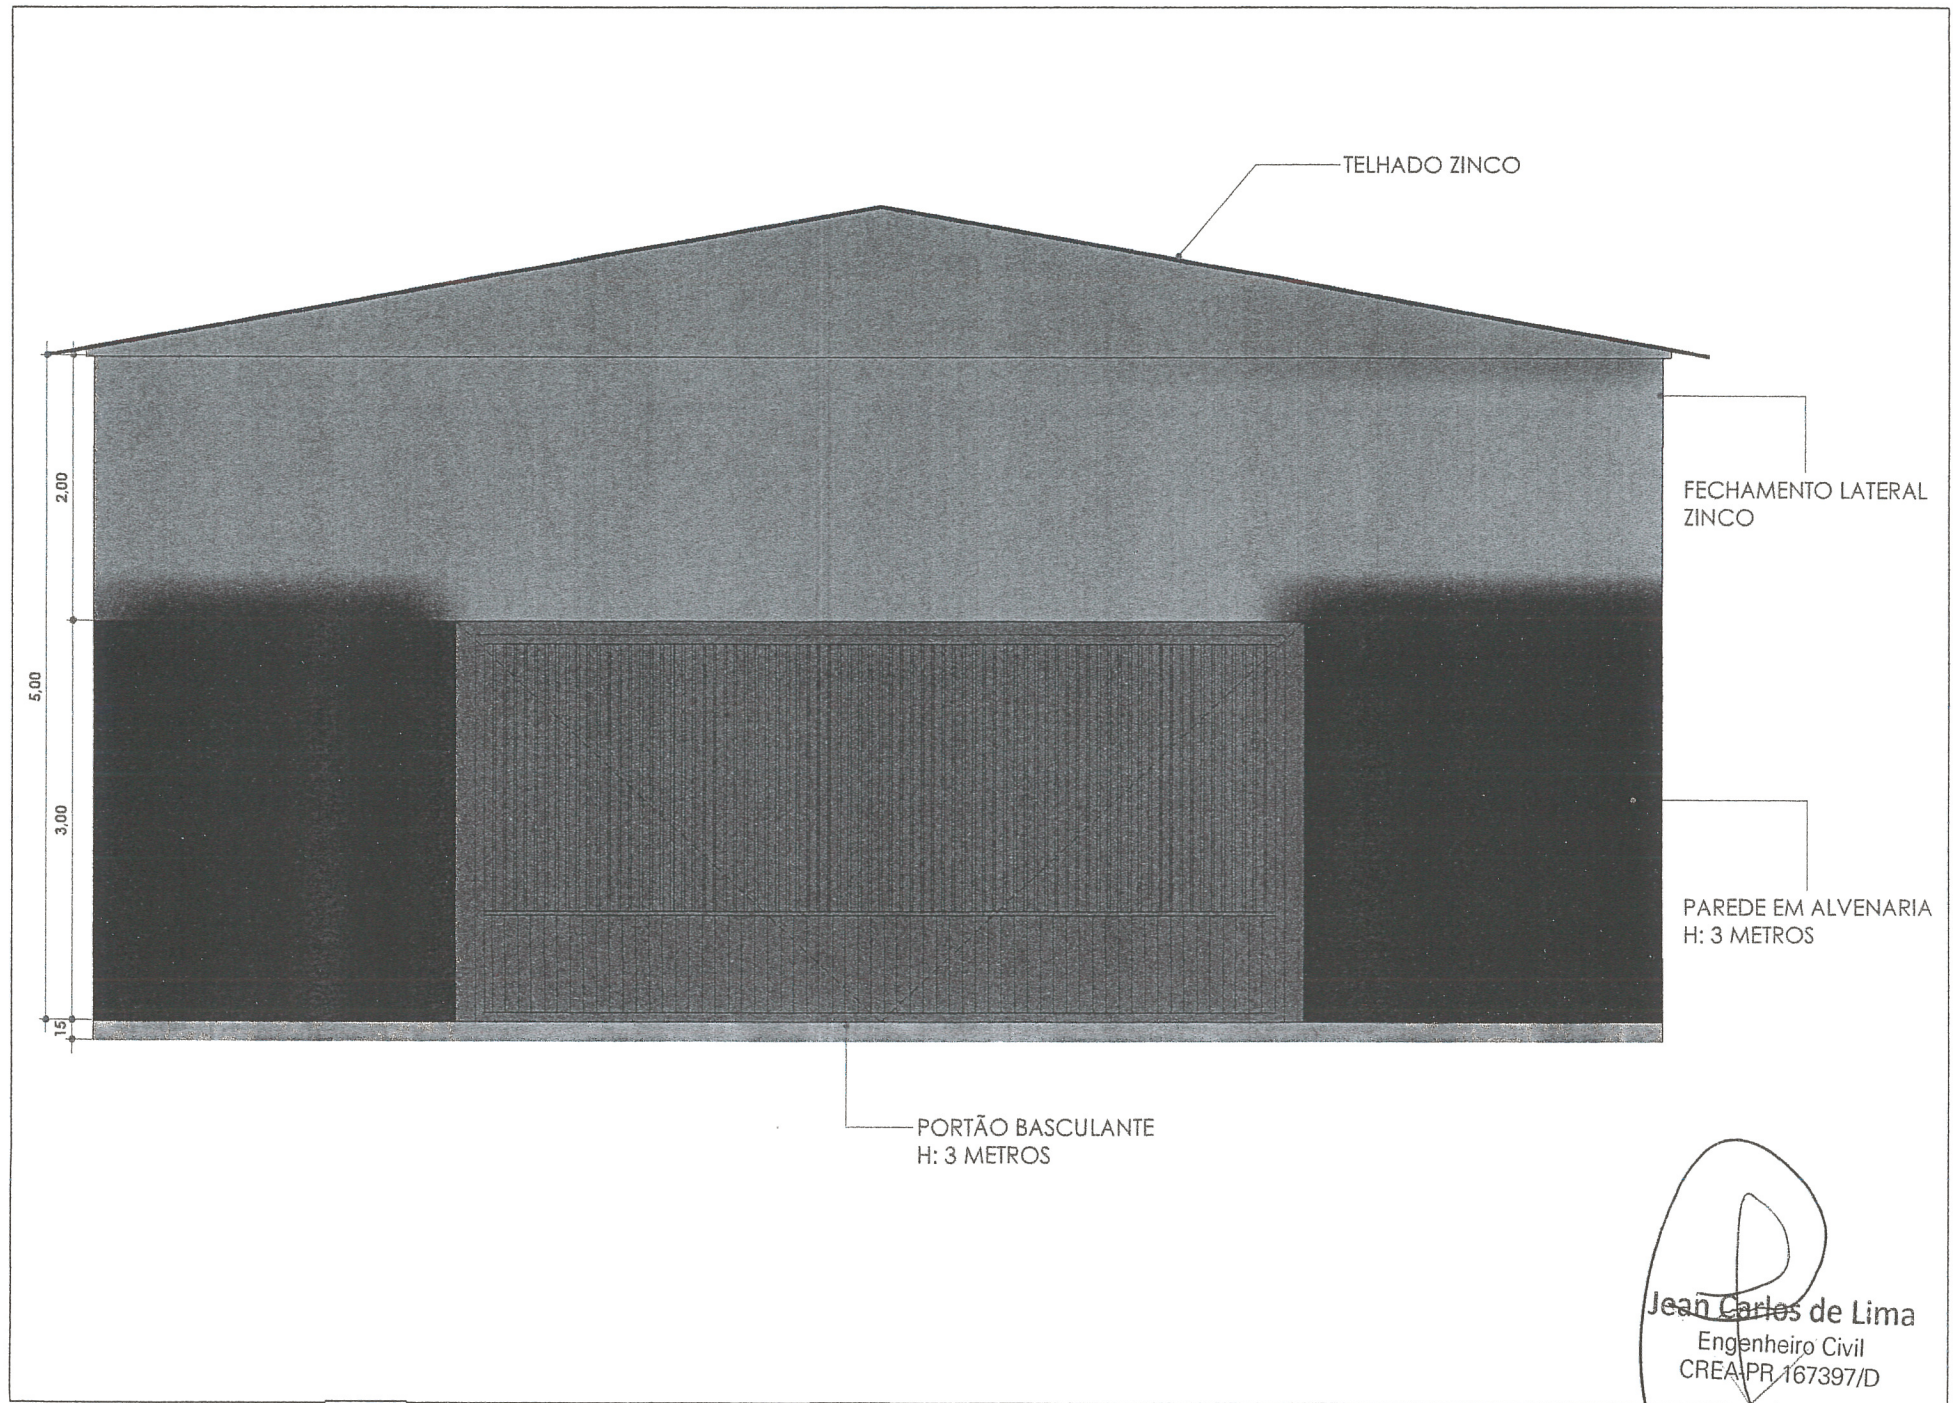 TELHADO ZINCO
FECHAMENTO LATERAL
ZINCO
2,00
5,00
3,00
15
PAREDE EM ALVENARIA
H: 3 METROS
PORTÃO BASCULANTE
H: 3 METROS
Jean Carlos de Lima
Engenheiro Civil
CREA-PR 167397/D